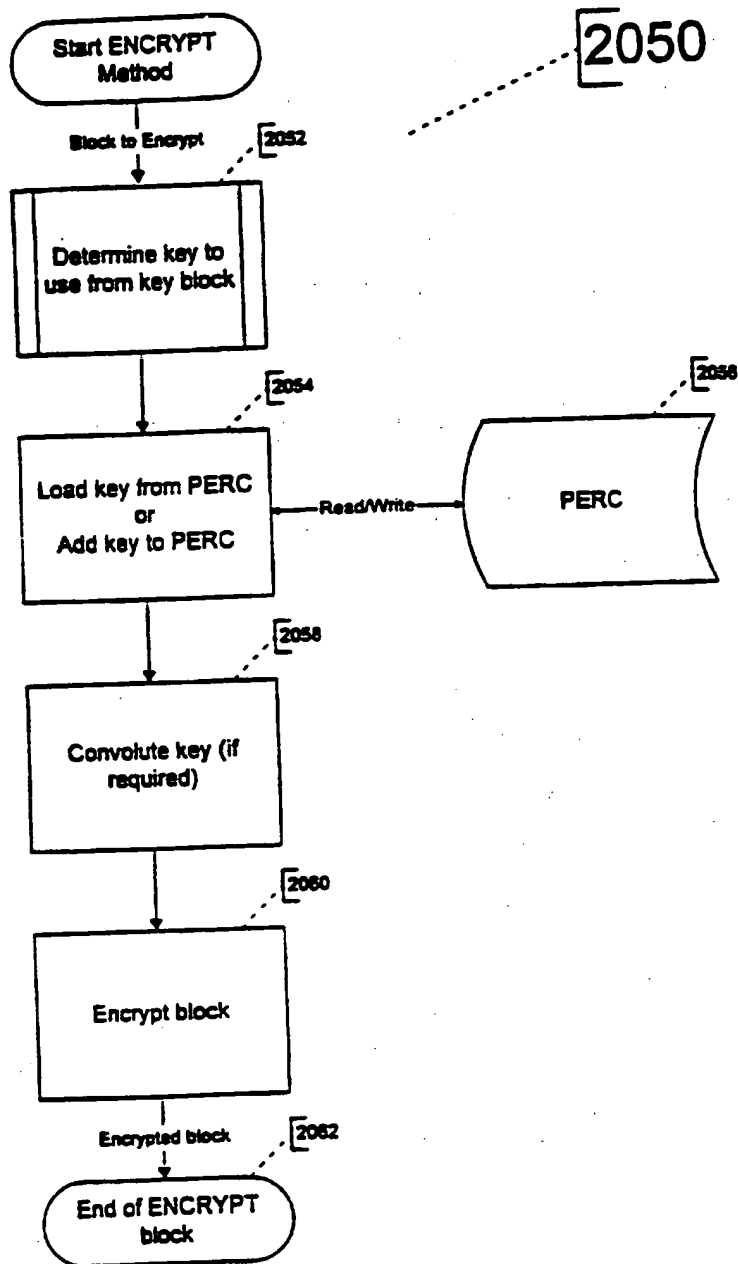 Start ENCRYPT
Method
2050
Block to Encrypt
2052
Determine key to
use from key block
2054
2056
Load key from PERC
or
Add key to PERC
Read/Write
PERC
2058
Convolute key (if
required)
2060
Encrypt block
Encrypted block
2062
End of ENCRYPT
block